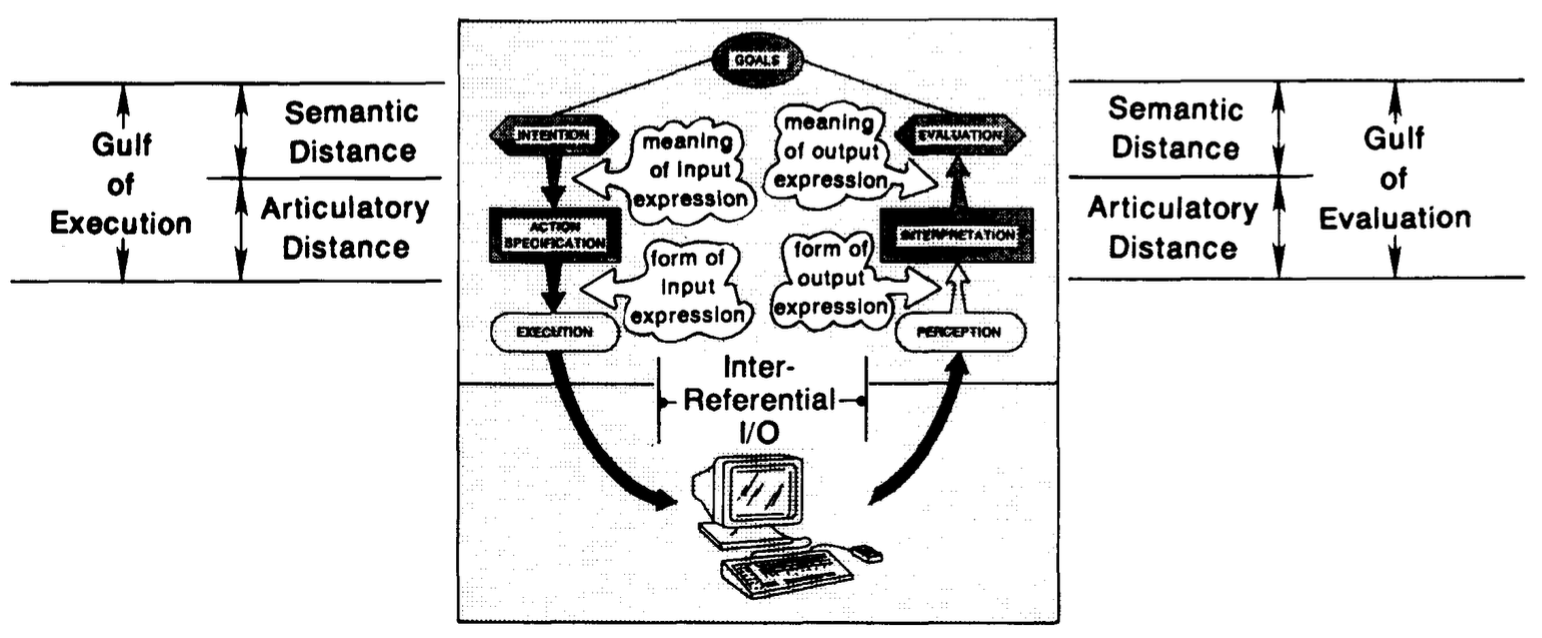 GOALS
Gulf
of
Execution
Semantic
Distance
Articulatory
Distance
INTENTION
meaning
of input
expression
ACTION
SPECIFICATION
form of
input
expression
EXECUTION
meaning
of output
expression
EVALUATION
INTERPRETATION
form of
output
expression
PERCEPTION
Inter-
Referential
I/O
Semantic
Distance
Articulatory
Distance
Gulf
of
Evaluation